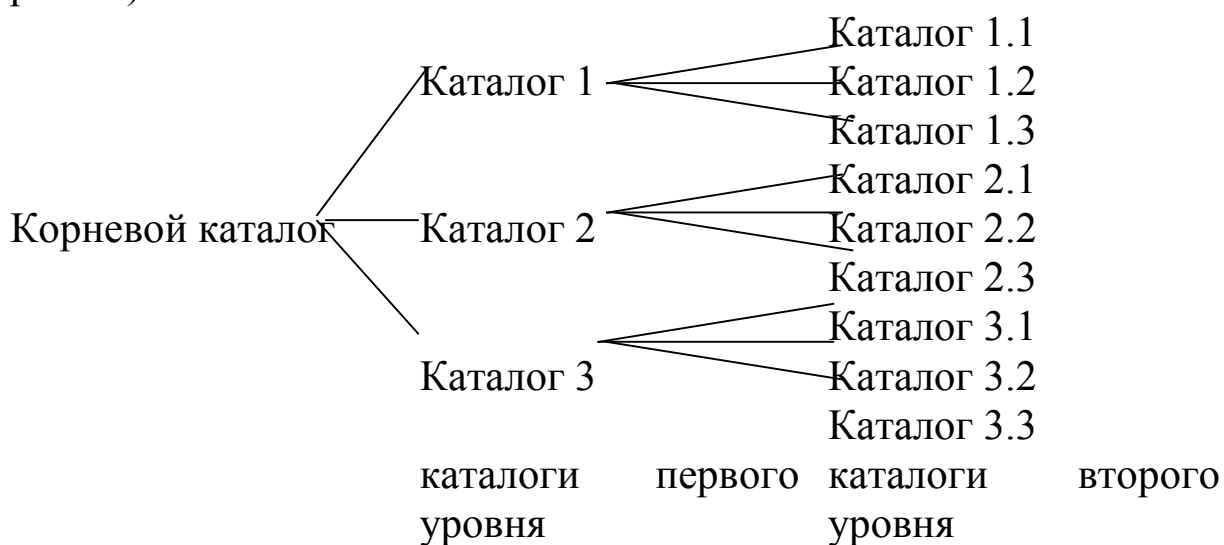 Каталог 1.1
Каталог 1 Каталог 1.2
Каталог 1.3
Каталог 2.1
Корневой каталог Каталог 2 Каталог 2.2
Каталог 2.3
Каталог 3.1
Каталог 3 Каталог 3.2
Каталог 3.3
каталоги первого каталоги второго
уровня уровня